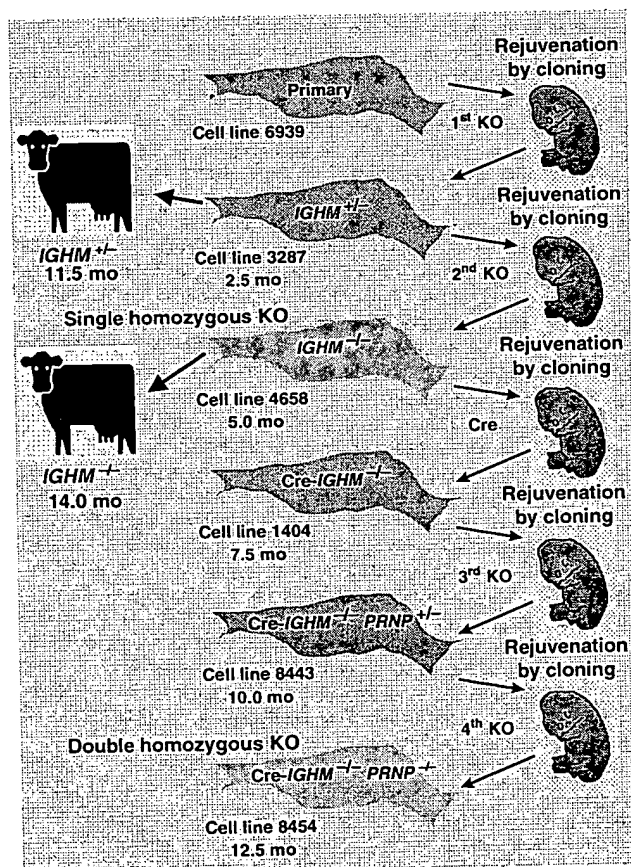 Rejuvenation
by cloning
Primary
Cell line 6939
1st KO
IGHM+/–
11.5 mo
IGHM+/–
Cell line 3287
2.5 mo
Rejuvenation
by cloning
2nd KO
Single homozygous KO
IGHM–/–
Cell line 4658
5.0 mo
Rejuvenation
by cloning
Cre
IGHM–/–
14.0 mo
Cre-IGHM–/–
Cell line 1404
7.5 mo
Rejuvenation
by cloning
3rd KO
Cre-IGHM–/– PRNP+/–
Cell line 8443
10.0 mo
Rejuvenation
by cloning
4th KO
Double homozygous KO
Cre-IGHM–/– PRNP–/–
Cell line 8454
12.5 mo